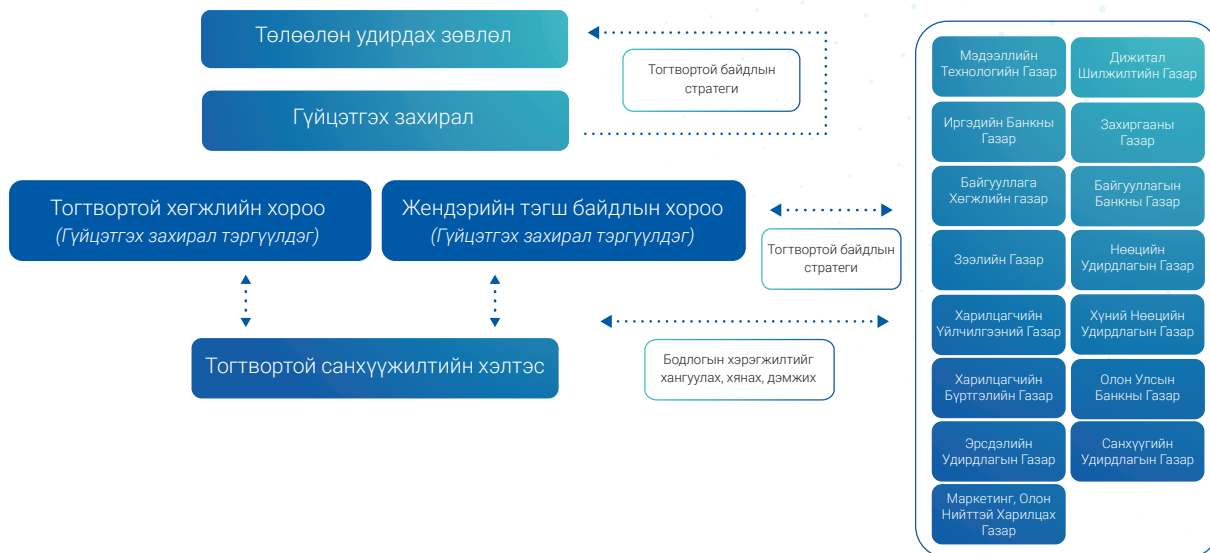 Төлөөлөн удирдах зөвлөл
Гүйцэтгэх захирал
Тогтвортой байдлын
стратеги
Тогтвортой хөгжлийн хороо
(Гүйцэтгэх захирал тэргүүлдэг)
Жендэрийн тэгш байдлын хороо
(Гүйцэтгэх захирал тэргүүлдэг)
Тогтвортой байдлын
стратеги
Тогтвортой санхүүжилтийн хэлтэс
Бодлогын хэрэгжилтийг
хангуулах, хянах, дэмжих
Мэдээллийн
Технологийн Газар
Дижитал
Шилжилтийн Газар
Иргэдийн Банкны
Газар
Захиргааны
Газар
Байгууллага
Хөгжлийн газар
Байгууллагын
Банкны Газар
Зээлийн Газар
Нөөцийн
Удирдлагын Газар
Харилцагчийн
Үйлчилгээний Газар
Хүний Нөөцийн
Удирдлагын Газар
Харилцагчийн
Бүртгэлийн Газар
Олон Улсын
Банкны Газар
Эрсдэлийн
Удирдлагын Газар
Санхүүгийн
Удирдлагын Газар
Маркетинг, Олон
Нийттэй Харилцах
Газар